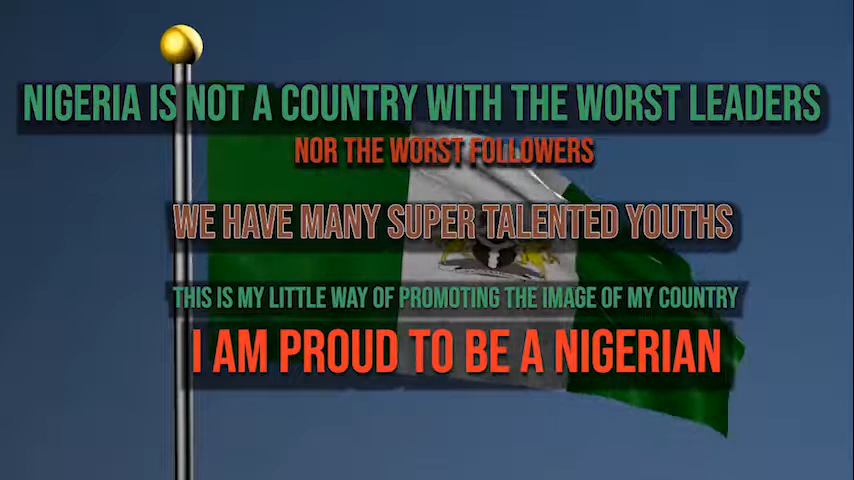 NIGERIA IS NOT A COUNTRY WITH THE WORST LEADERS
NOR THE WORST FOLLOWERS
WE HAVE MANY SUPER TALENTED YOUTHS
THIS IS MY LITTLE WAY OF PROMOTING THE IMAGE OF MY COUNTRY
I AM PROUD TO BE A NIGERIAN